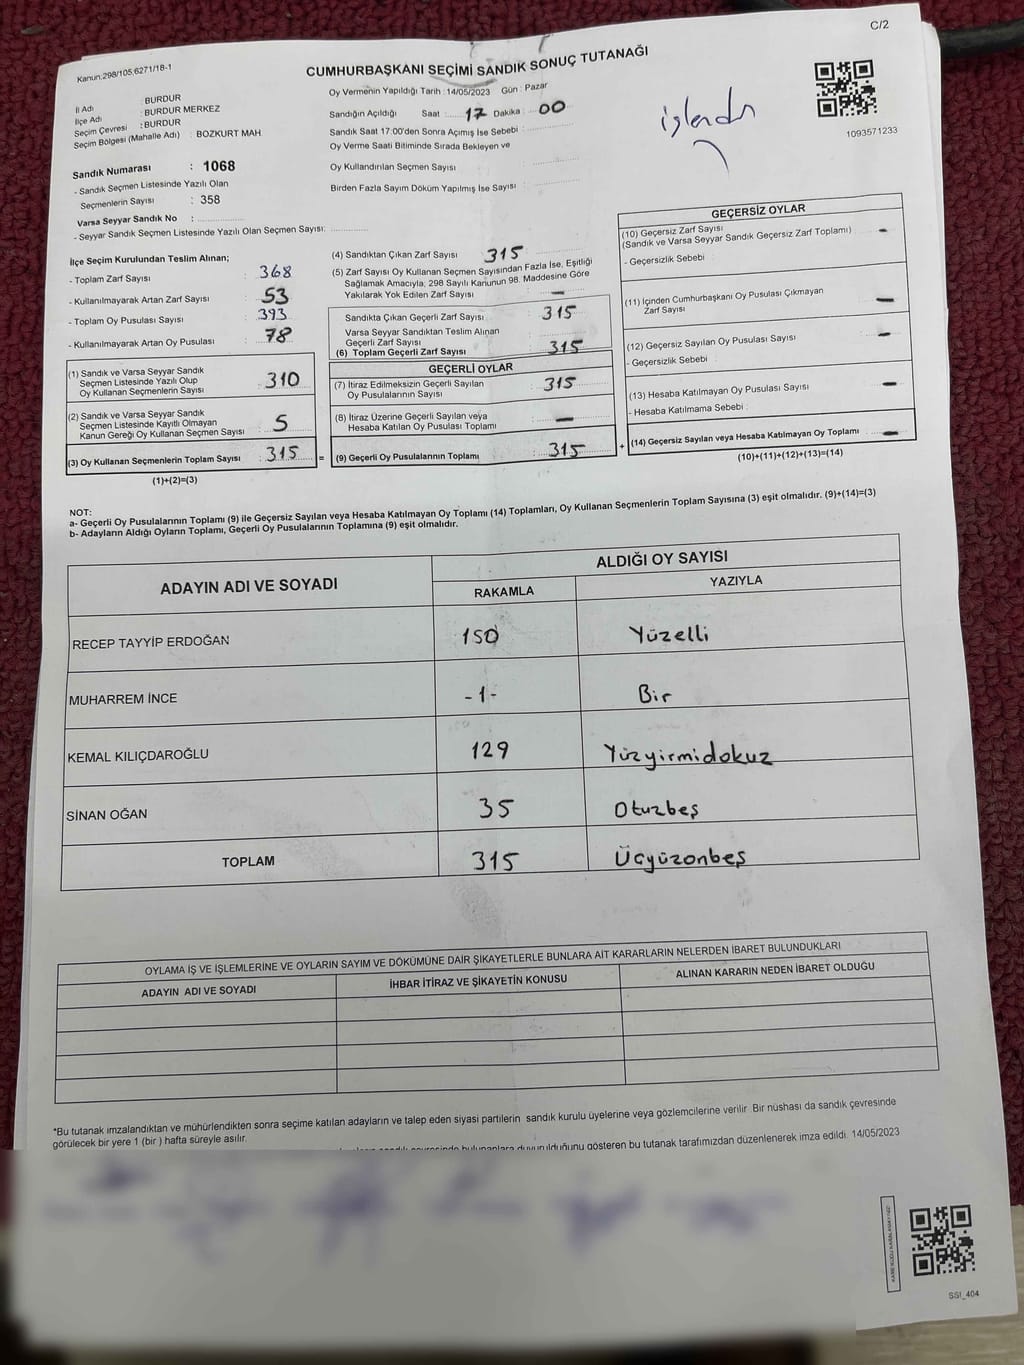 C/2
Kanun.298/105,6271/18-1
CUMHURBAŞKANI SEÇİMİ SANDIK SONUÇ TUTANAĞI
İl Adı : BURDUR
İlçe Adı : BURDUR MERKEZ
Seçim Çevresi : BURDUR
Seçim Bölgesi (Mahalle Adı) : BOZKURT MAH.
Oy Vermenin Yapıldığı Tarih : 14/05/2023 Gün : Pazar
Sandığın Açıldığı Saat : 17 Dakika : 00
Sandık Saat 17:00'den Sonra Açımış İse Sebebi :
Oy Verme Saati Bitiminde Sırada Bekleyen ve
Oy Kullandırılan Seçmen Sayısı :
Birden Fazla Sayım Döküm Yapılmış İse Sayısı :
işlendi
1093571233
Sandık Numarası : 1068
- Sandık Seçmen Listesinde Yazılı Olan
Seçmenlerin Sayısı : 358
Varsa Seyyar Sandık No :
- Seyyar Sandık Seçmen Listesinde Yazılı Olan Seçmen Sayısı:
İlçe Seçim Kurulundan Teslim Alınan;
- Toplam Zarf Sayısı : 368
- Kullanılmayarak Artan Zarf Sayısı : 53
- Toplam Oy Pusulası Sayısı : 393
- Kullanılmayarak Artan Oy Pusulası : 78
(1) Sandık ve Varsa Seyyar Sandık
Seçmen Listesinde Yazılı Olup
Oy Kullanan Seçmenlerin Sayısı : 310
(2) Sandık ve Varsa Seyyar Sandık
Seçmen Listesinde Kayıtlı Olmayan
Kanun Gereği Oy Kullanan Seçmen Sayısı : 5
(3) Oy Kullanan Seçmenlerin Toplam Sayısı : 315 =
(1)+(2)=(3)
(4) Sandıktan Çıkan Zarf Sayısı : 315
(5) Zarf Sayısı Oy Kullanan Seçmen Sayısından Fazla İse, Eşitliği
Sağlamak Amacıyla; 298 Sayılı Kanunun 98. Maddesine Göre
Yakılarak Yok Edilen Zarf Sayısı : -
Sandıkta Çıkan Geçerli Zarf Sayısı : 315
Varsa Seyyar Sandıktan Teslim Alınan
Geçerli Zarf Sayısı :
(6) Toplam Geçerli Zarf Sayısı : 315
GEÇERLİ OYLAR
(7) İtiraz Edilmeksizin Geçerli Sayılan
Oy Pusulasının Sayısı : 315
(8) İtiraz Üzerine Geçerli Sayılan veya
Hesaba Katılan Oy Pusulası Toplamı : -
(9) Geçerli Oy Pusulalarının Toplamı : 315 +
GEÇERSİZ OYLAR
(10) Geçersiz Zarf Sayısı
(Sandık ve Varsa Seyyar Sandık Geçersiz Zarf Toplamı) : -
- Geçersizlik Sebebi :
(11) İçinden Cumhurbaşkanı Oy Pusulası Çıkmayan
Zarf Sayısı : -
(12) Geçersiz Sayılan Oy Pusulası Sayısı : -
- Geçersizlik Sebebi :
(13) Hesaba Katılmayan Oy Pusulası Sayısı : -
- Hesaba Katılmama Sebebi :
(14) Geçersiz Sayılan veya Hesaba Katılmayan Oy Toplamı : -
(10)+(11)+(12)+(13)=(14)
NOT:
a- Geçerli Oy Pusulalarının Toplamı (9) ile Geçersiz Sayılan veya Hesaba Katılmayan Oy Toplamı (14) Toplamları, Oy Kullanan Seçmenlerin Toplam Sayısına (3) eşit olmalıdır. (9)+(14)=(3)
b- Adayların Aldığı Oyların Toplamı, Geçerli Oy Pusulalarının Toplamına (9) eşit olmalıdır.
ADAYIN ADI VE SOYADI
ALDIĞI OY SAYISI
RAKAMLA YAZIYLA
RECEP TAYYİP ERDOĞAN 150 Yüzelli
MUHARREM İNCE -1- Bir
KEMAL KILIÇDAROĞLU 129 Yüzyirmidokuz
SİNAN OĞAN 35 Otuzbeş
TOPLAM 315 Üçyüzonbeş
OYLAMA İŞ VE İŞLEMLERİNE VE OYLARIN SAYIM VE DÖKÜMÜNE DAİR ŞİKAYETLERLE BUNLARA AİT KARARLARIN NELERDEN İBARET BULUNDUKLARI
ADAYIN ADI VE SOYADI İHBAR İTİRAZ VE ŞİKAYETİN KONUSU ALINAN KARARIN NEDEN İBARET OLDUĞU
*Bu tutanak imzalandıktan ve mühürlendikten sonra seçime katılan adayların ve talep eden siyasi partilerin sandık kurulu üyelerine veya gözlemcilerine verilir. Bir nüshası da sandık çevresinde
görülecek bir yere 1 (bir ) hafta süreyle asılır.
bulunanlara duyurulduğunu gösteren bu tutanak tarafımızdan düzenlenerek imza edildi. 14/05/2023
SSI_404